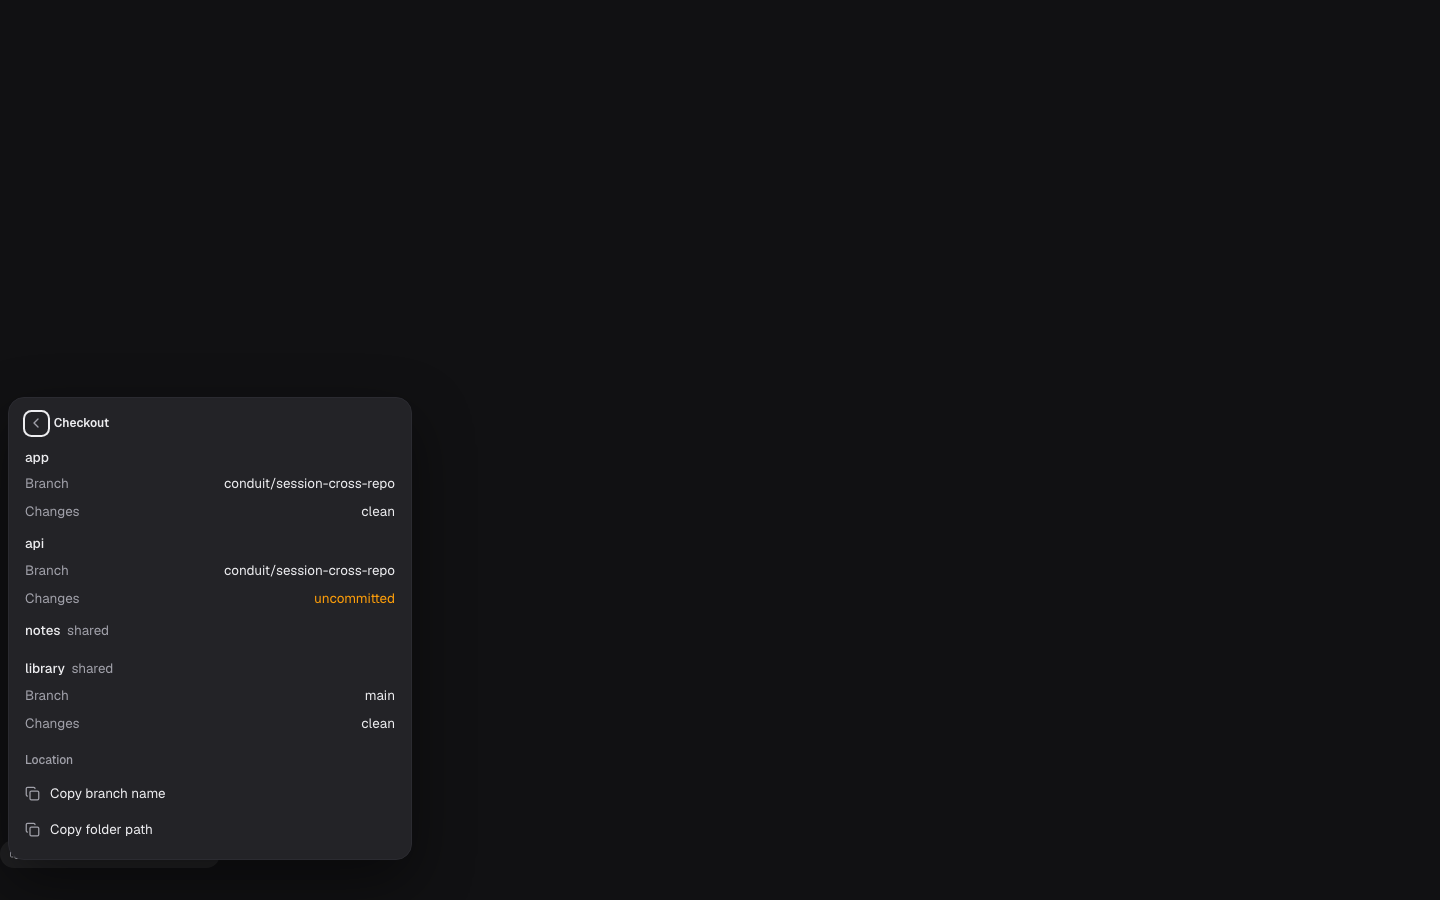 Checkout
app
Branch conduit/session-cross-repo
Changes clean
api
Branch conduit/session-cross-repo
Changes uncommitted
notes shared
library shared
Branch main
Changes clean
Location
Copy branch name
Copy folder path